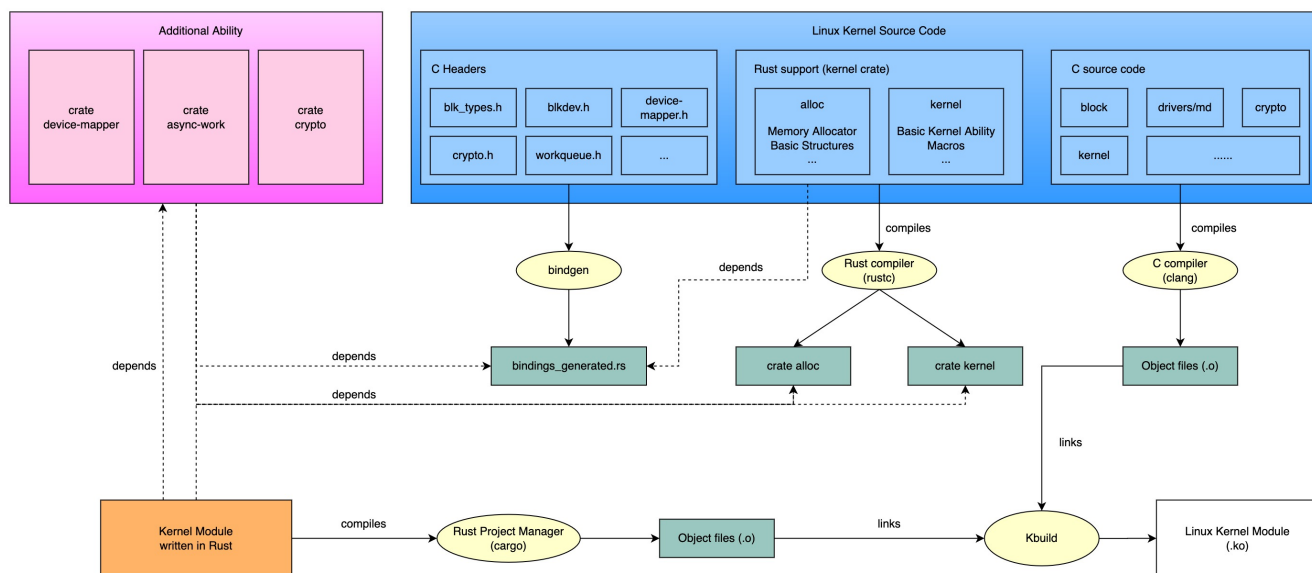 Additional Ability
crate
device-mapper
crate
async-work
crate
crypto
Linux Kernel Source Code
C Headers
blk_types.h
blkdev.h
device-
mapper.h
crypto.h
workqueue.h
...
Rust support (kernel crate)
alloc
Memory Allocator
Basic Structures
...
kernel
Basic Kernel Ability
Macros
...
C source code
block
drivers/md
crypto
kernel
......
compiles
compiles
bindgen
depends
Rust compiler
(rustc)
C compiler
(clang)
depends
depends
bindings_generated.rs
crate alloc
crate kernel
Object files (.o)
depends
links
Kernel Module
written in Rust
compiles
Rust Project Manager
(cargo)
Object files (.o)
links
Kbuild
Linux Kernel Module
(.ko)